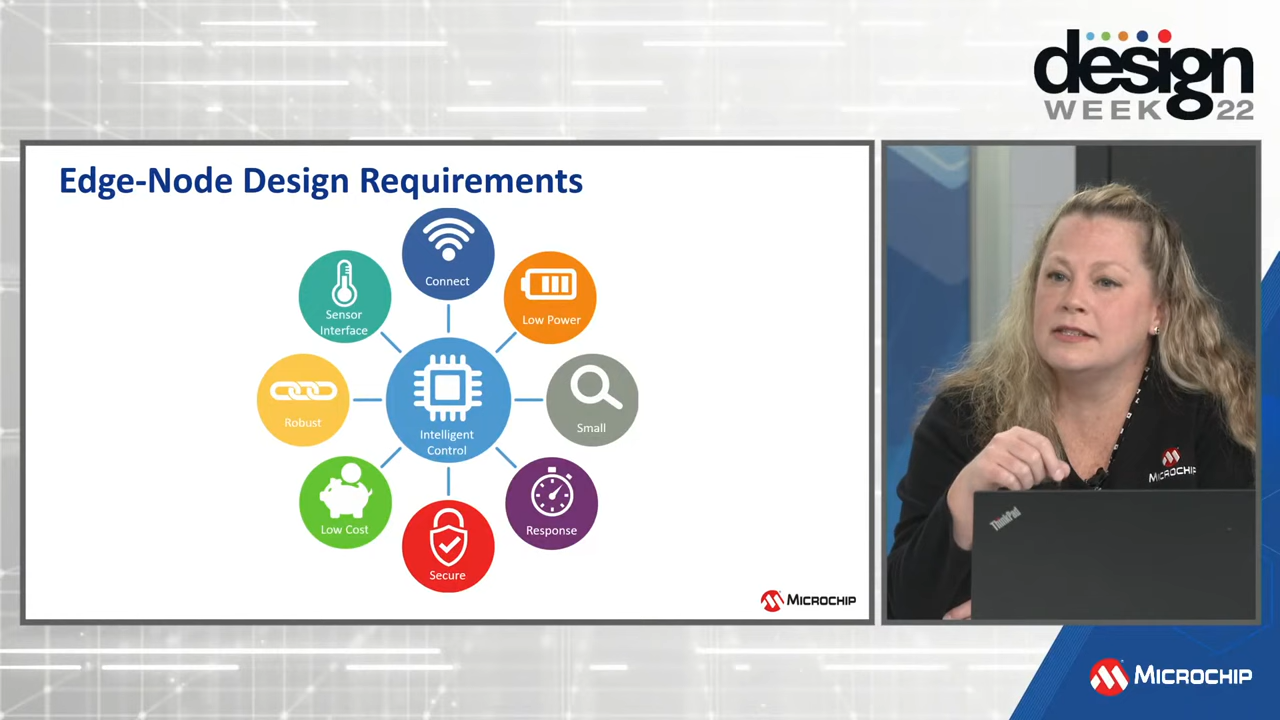 design
WEEK 22
Edge-Node Design Requirements
Connect
Sensor
Interface
Low Power
Robust
Intelligent
Control
Small
Low Cost
Response
Secure
MICROCHIP
MICROCHIP
ThinkPad
MICROCHIP